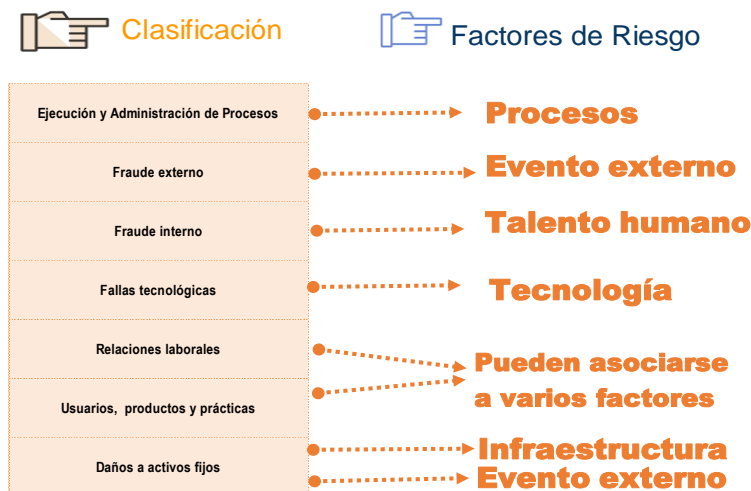 Clasificación
Factores de Riesgo
Ejecución y Administración de Procesos
Procesos
Fraude externo
Evento externo
Fraude interno
Talento humano
Fallas tecnológicas
Tecnología
Relaciones laborales
Usuarios, productos y prácticas
Pueden asociarse
a varios factores
Daños a activos fijos
Infraestructura
Evento externo